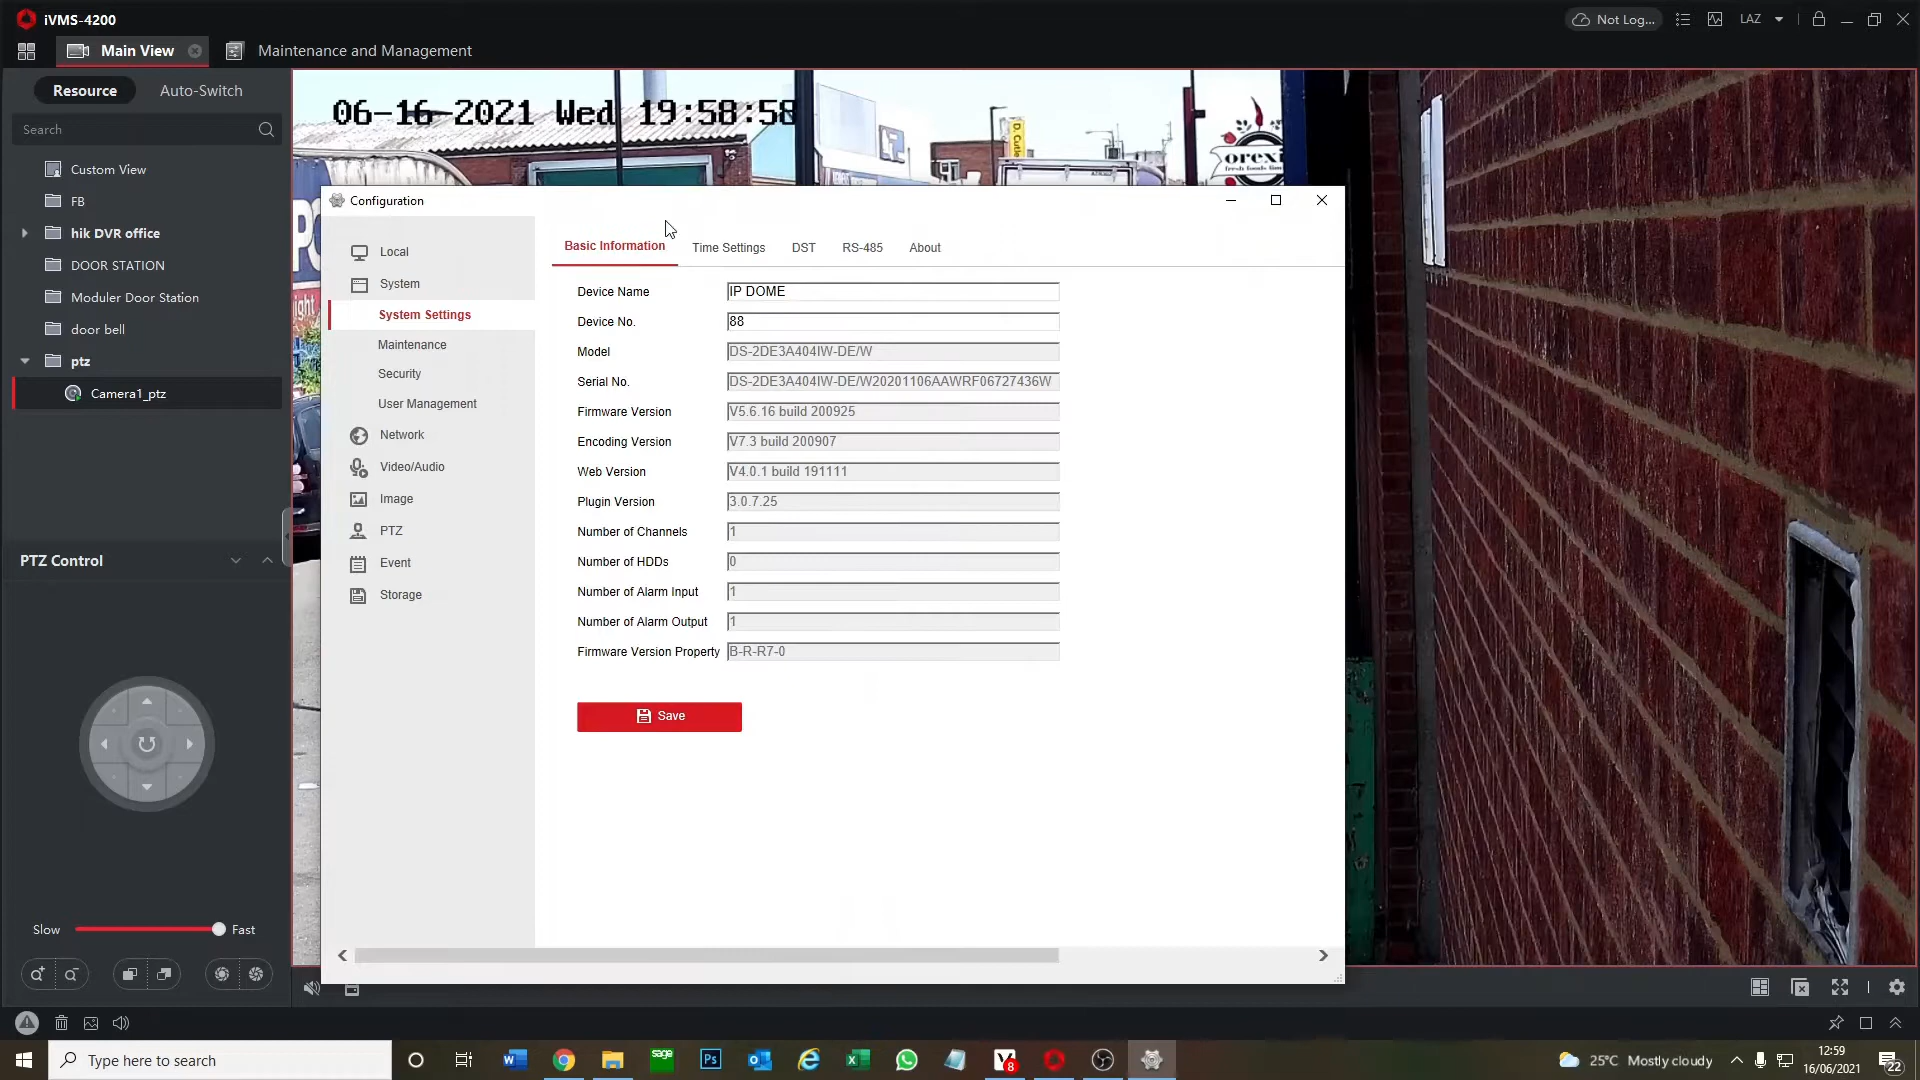 iVMS-4200
Not Log...
LAZ
Main View
Maintenance and Management
Resource
Auto-Switch
Search
Custom View
FB
hik DVR office
DOOR STATION
Moduler Door Station
door bell
ptz
Camera1_ptz
PTZ Control
Slow
Fast
06-16-2021 Wed 19:58:58
D. Cutle
orexi
Configuration
Local
System
System Settings
Maintenance
Security
User Management
Network
Video/Audio
Image
PTZ
Event
Storage
Basic Information
Time Settings
DST
RS-485
About
Device Name
IP DOME
Device No.
88
Model
DS-2DE3A404IW-DE/W
Serial No.
DS-2DE3A404IW-DE/W20201106AAWRF06727436W
Firmware Version
V5.6.16 build 200925
Encoding Version
V7.3 build 200907
Web Version
V4.0.1 build 191111
Plugin Version
3.0.7.25
Number of Channels
1
Number of HDDs
0
Number of Alarm Input
1
Number of Alarm Output
1
Firmware Version Property
B-R-R7-0
Save
Type here to search
sage
Ps
8
25°C Mostly cloudy
12:59
16/06/2021
22